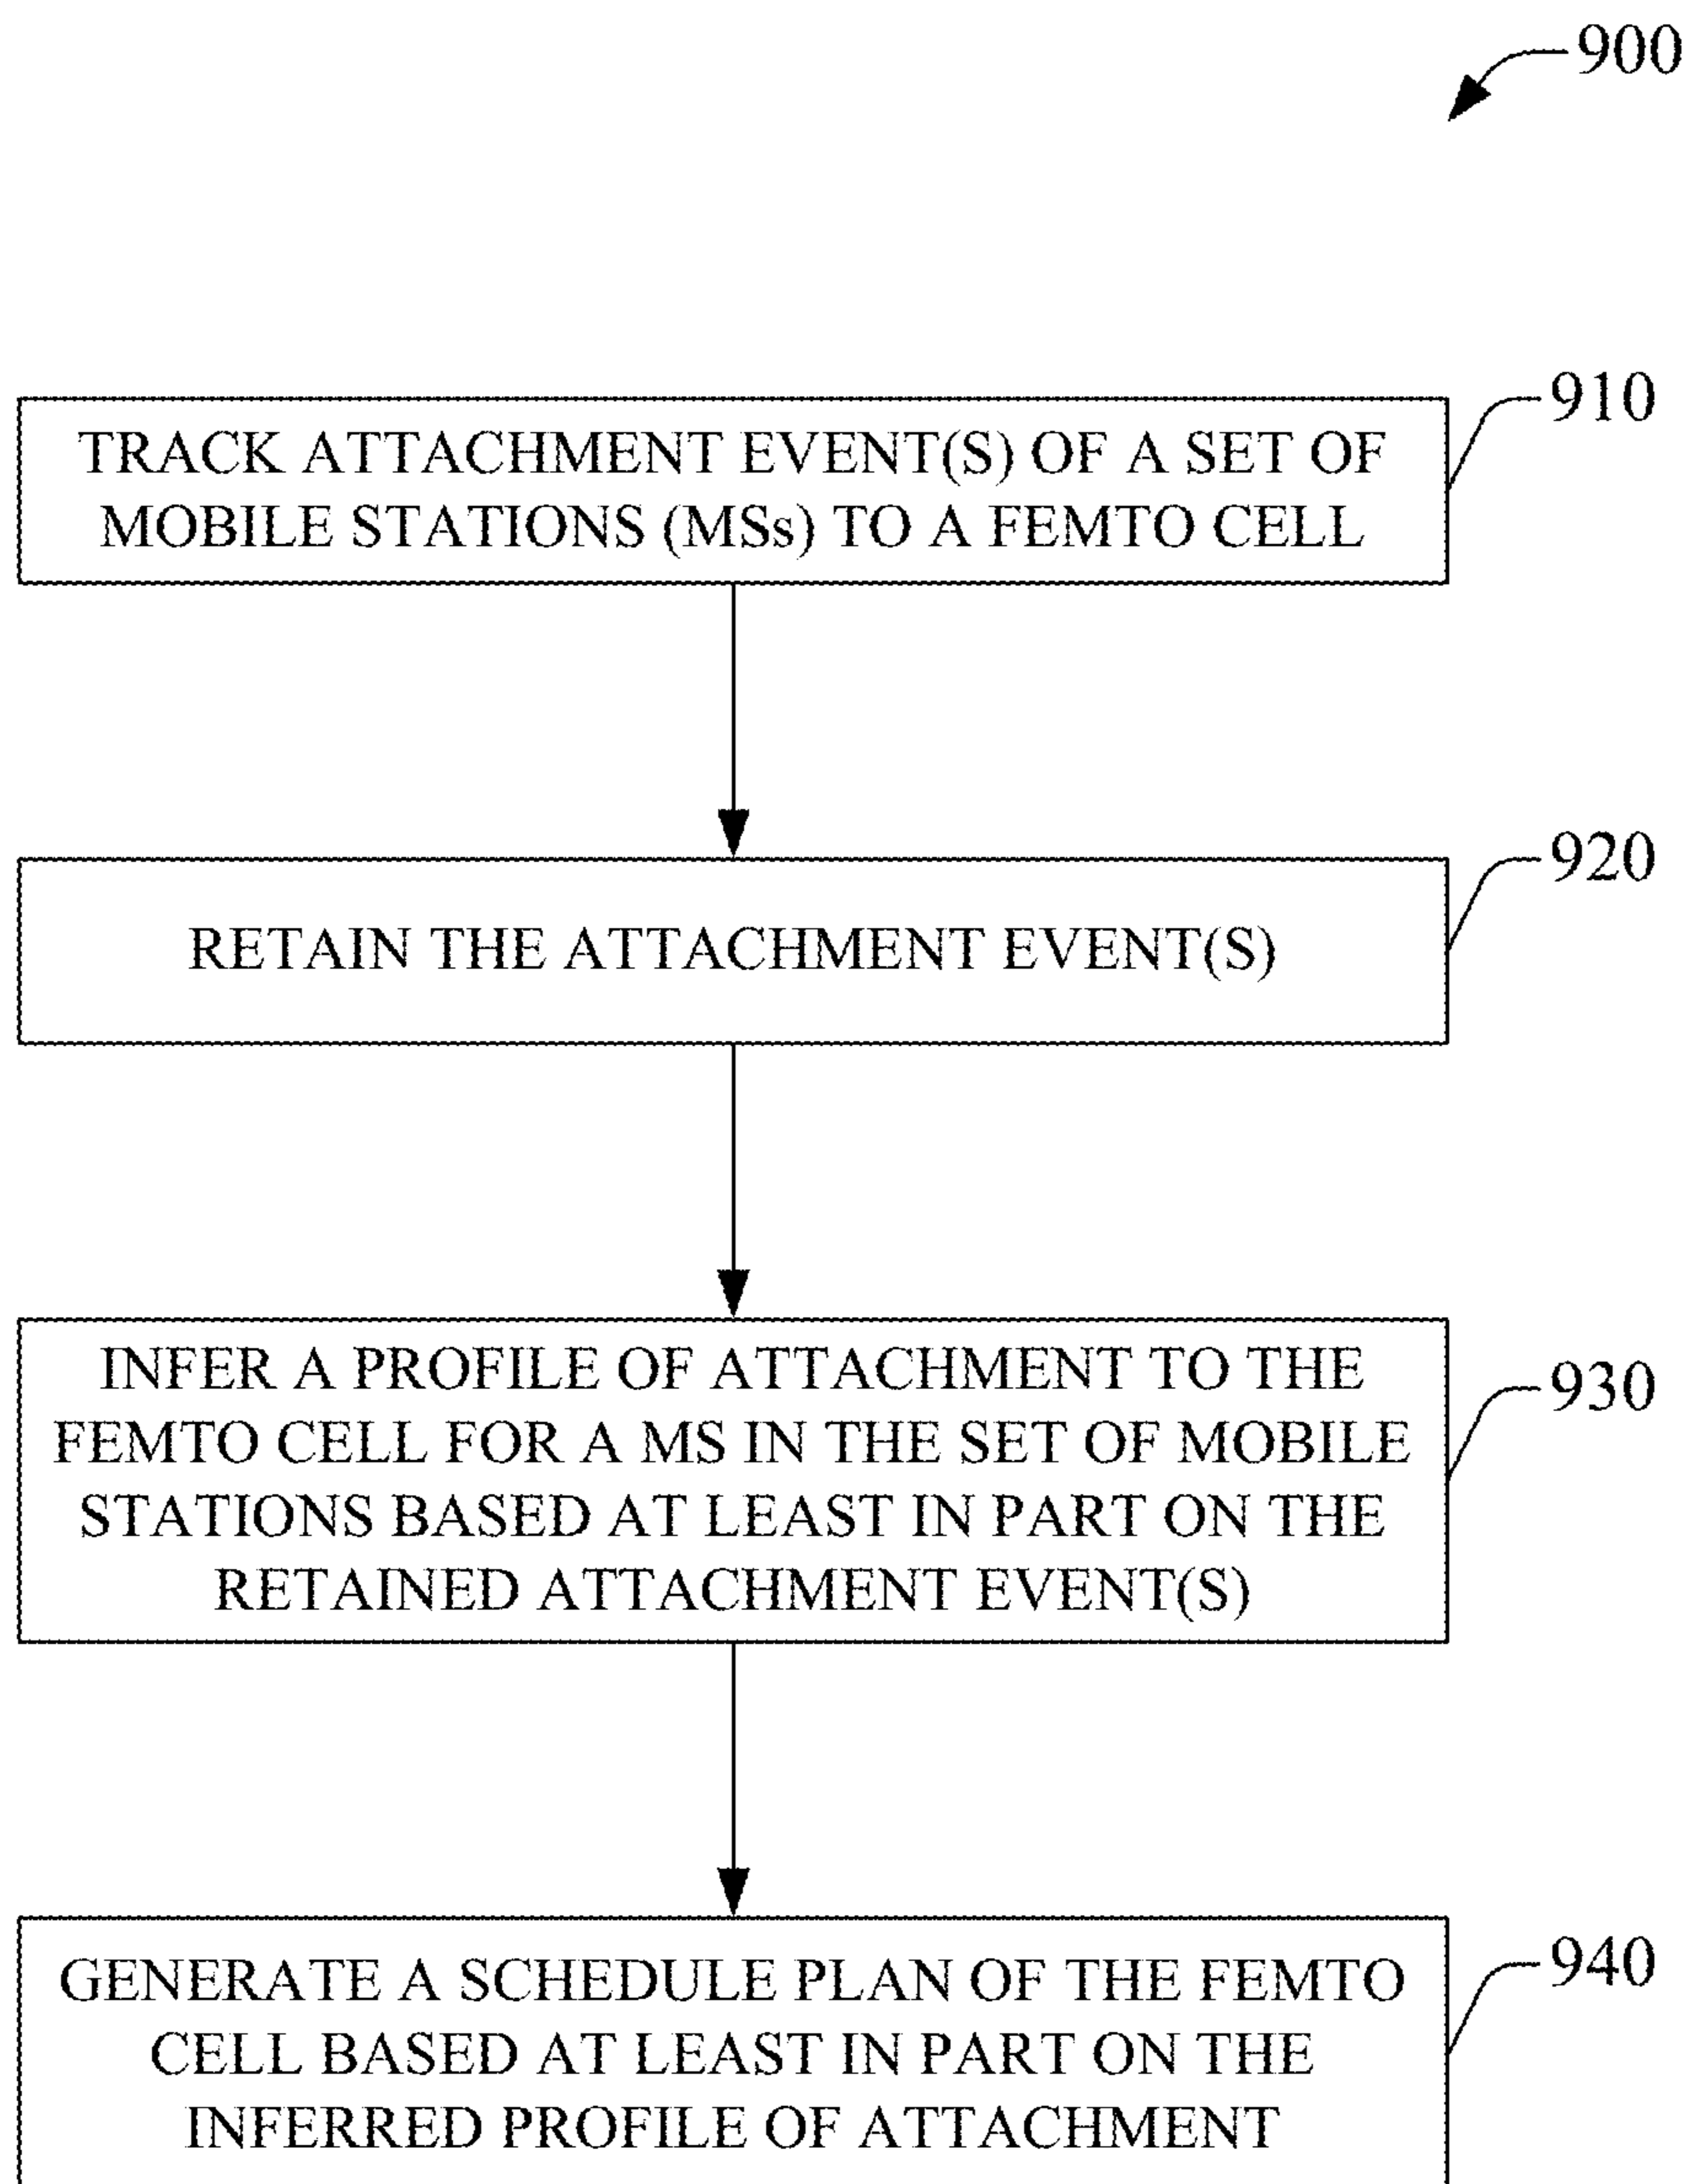 900
910
TRACK ATTACHMENT EVENT(S) OF A SET OF
MOBILE STATIONS (MSs) TO A FEMTO CELL
920
RETAIN THE ATTACHMENT EVENT(S)
INFER A PROFILE OF ATTACHMENT TO THE
930
FEMTO CELL FOR A MS IN THE SET OF MOBILE
STATIONS BASED AT LEAST IN PART ON THE
RETAINED ATTACHMENT EVENT(S)
940
GENERATE A SCHEDULE PLAN OF THE FEMTO
CELL BASED AT LEAST IN PART ON THE
INFERRED PROFILE OF ATTACHMENT